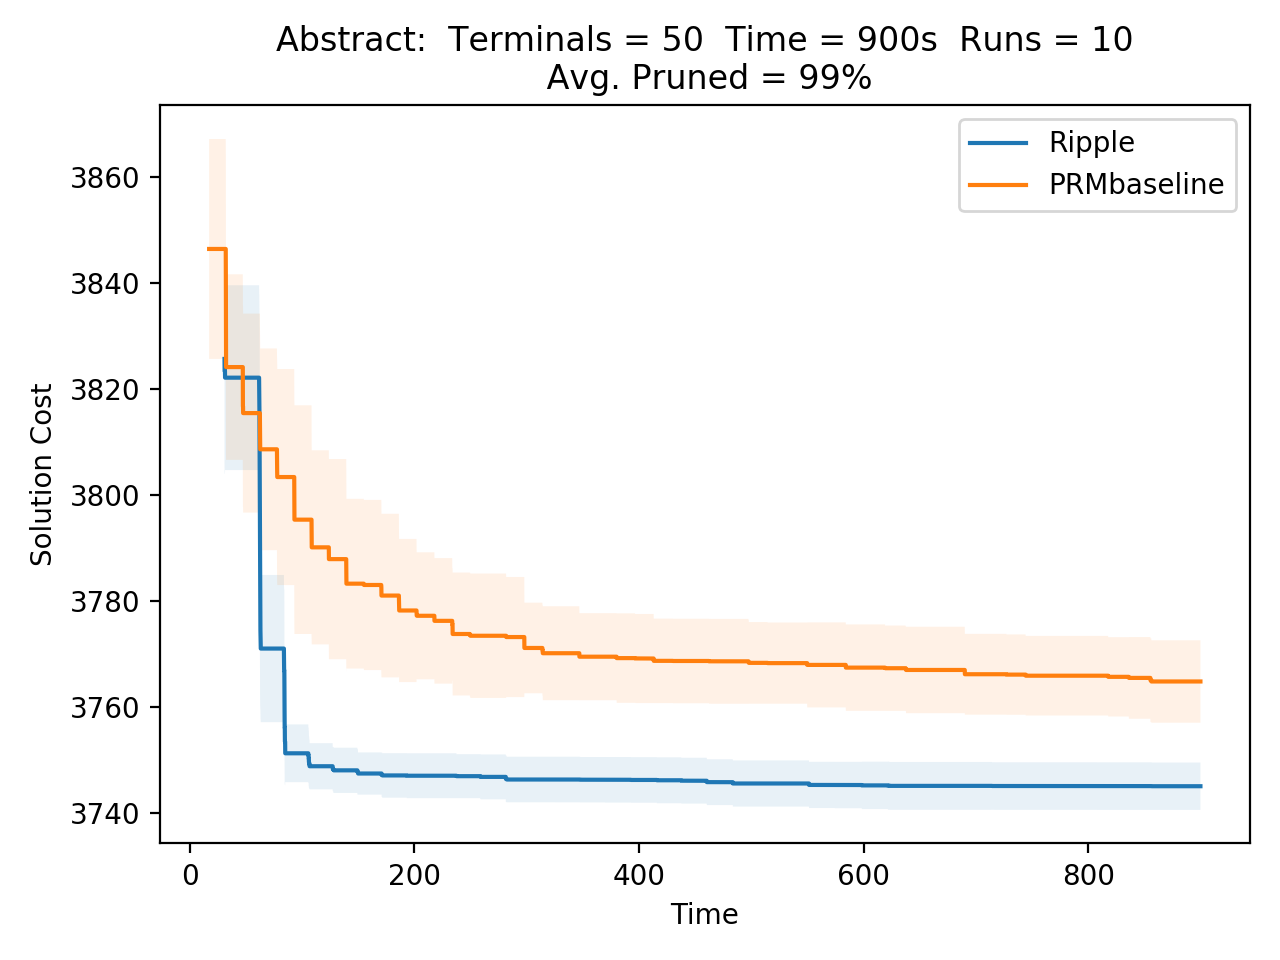 Abstract:  Terminals = 50  Time = 900s  Runs = 10
Avg. Pruned = 99%
Ripple
PRMbaseline
Solution Cost
3860
3840
3820
3800
3780
3760
3740
0
200
400
600
800
Time